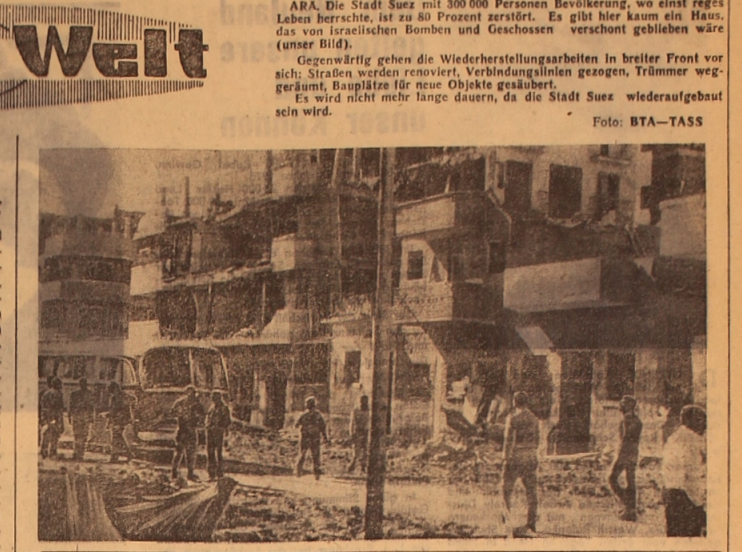 Welt
ARA. Die Stadt Suez mit 300 000 Personen Bevölkerung, wo einst reges
Leben herrschte, ist zu 80 Prozent zerstört. Es gibt hier kaum ein Haus,
das von israelischen Bomben und Geschossen verschont geblieben wäre
(unser Bild).
Gegenwärtig gehen die Wiederherstellungsarbeiten in breiter Front vor
sich: Straßen werden renoviert, Verbindungslinien gezogen, Trümmer weg-
geräumt, Bauplätze für neue Objekte gesäubert.
Es wird nicht mehr lange dauern, da die Stadt Suez wiederaufgebaut
sein wird.
Foto: BTA—TASS